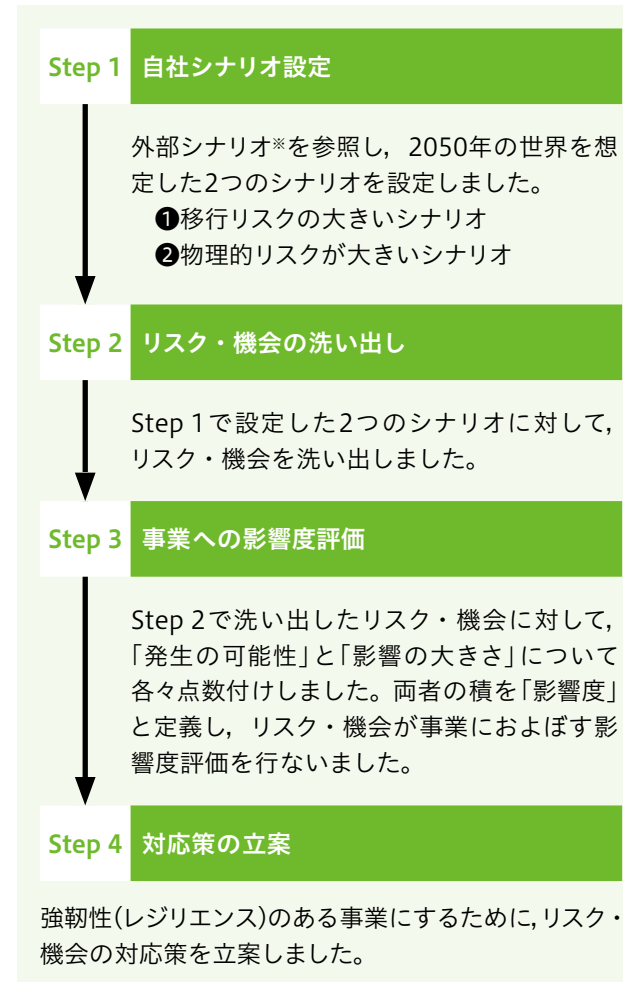 Step 1 自社シナリオ設定
外部シナリオ※を参照し，2050年の世界を想
定した2つのシナリオを設定しました。
❶移行リスクの大きいシナリオ
❷物理的リスクが大きいシナリオ
Step 2 リスク・機会の洗い出し
Step 1で設定した2つのシナリオに対して，
リスク・機会を洗い出しました。
Step 3 事業への影響度評価
Step 2で洗い出したリスク・機会に対して，
「発生の可能性」と「影響の大きさ」について
各々点数付けしました。両者の積を「影響度」
と定義し，リスク・機会が事業におよぼす影
響度評価を行ないました。
Step 4 対応策の立案
強靭性(レジリエンス)のある事業にするために，リスク・
機会の対応策を立案しました。